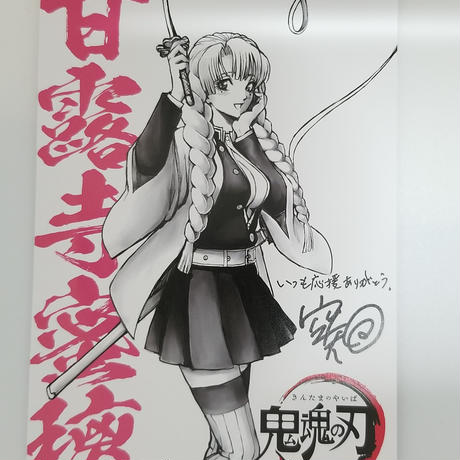 甘露寺蜜璃
いつも応援ありがとう。
きんたまのやいば
鬼魂の刃